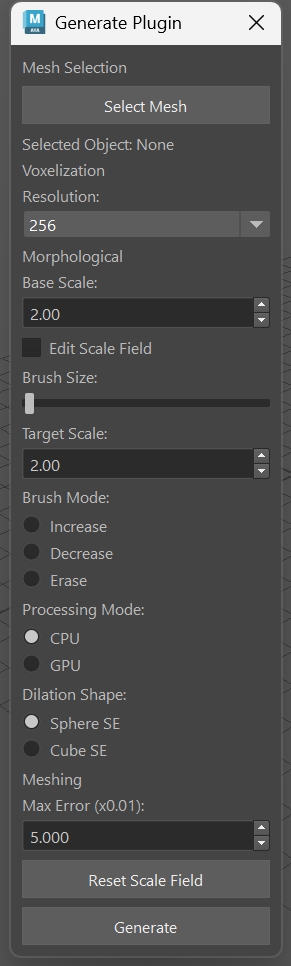 M
AYA
Generate Plugin
Mesh Selection
Select Mesh
Selected Object: None
Voxelization
Resolution:
256
Morphological
Base Scale:
2.00
Edit Scale Field
Brush Size:
Target Scale:
2.00
Brush Mode:
Increase
Decrease
Erase
Processing Mode:
CPU
GPU
Dilation Shape:
Sphere SE
Cube SE
Meshing
Max Error (x0.01):
5.000
Reset Scale Field
Generate